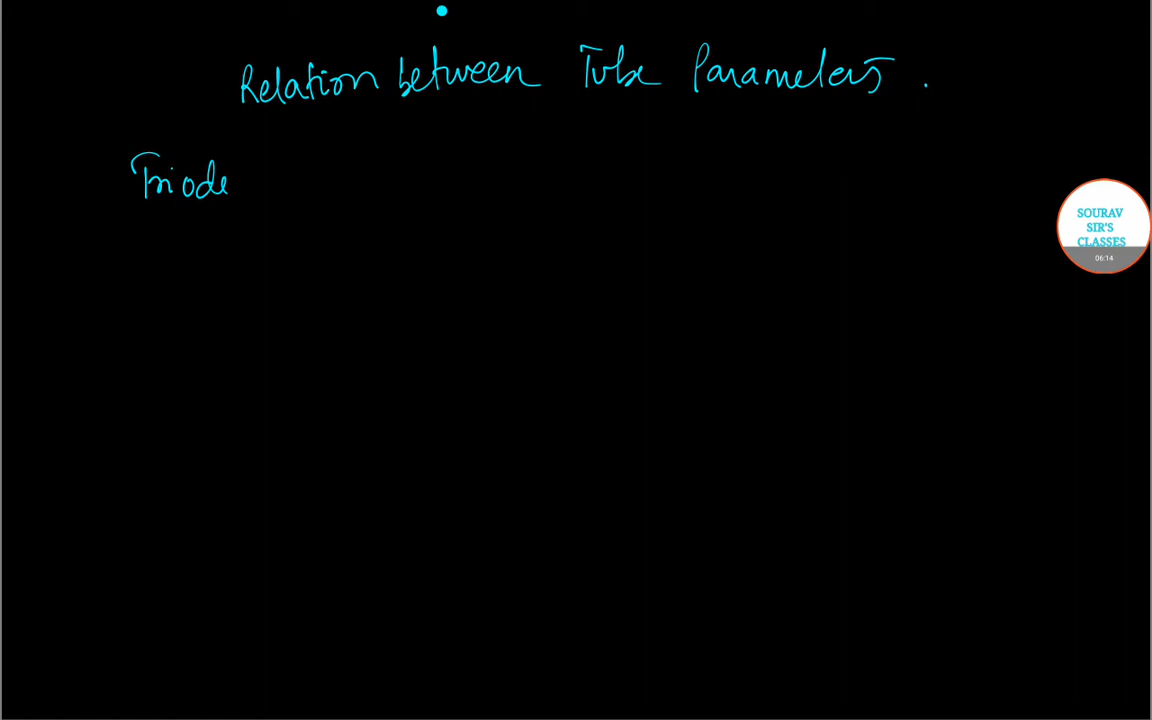 Relation between Tube Parameters .
Triode
SOURAV
SIR'S
CLASSES
06:14